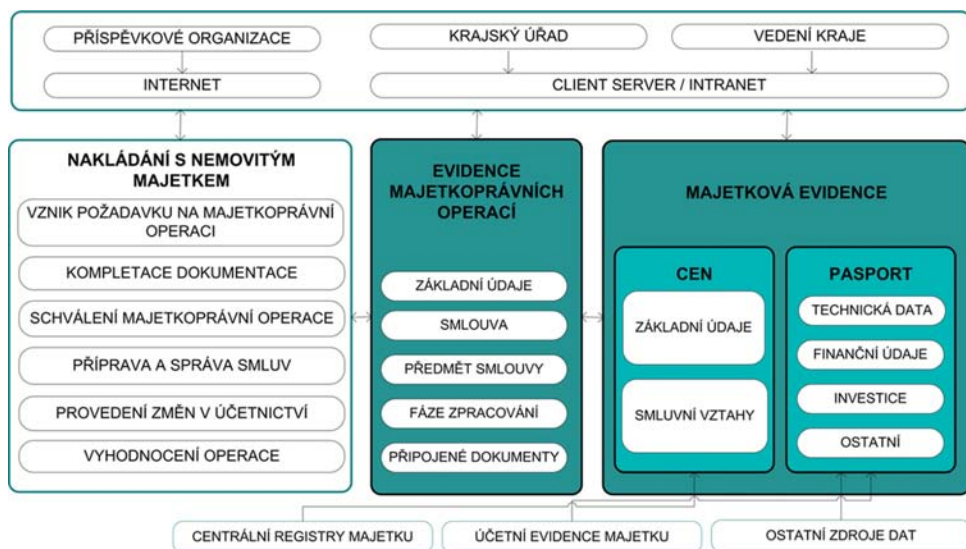 PŘÍSPĚVKOVÉ ORGANIZACE
KRAJSKÝ ÚŘAD
VEDENÍ KRAJE
INTERNET
CLIENT SERVER / INTRANET
NAKLÁDÁNÍ S NEMOVITÝM
MAJETKEM
VZNIK POŽADAVKU NA MAJETKOPRÁVNÍ
OPERACI
KOMPLETACE DOKUMENTACE
SCHVÁLENÍ MAJETKOPRÁVNÍ OPERACE
PŘÍPRAVA A SPRÁVA SMLUV
PROVEDENÍ ZMĚN V ÚČETNICTVÍ
VYHODNOCENÍ OPERACE
EVIDENCE
MAJETKOPRÁVNÍCH
OPERACÍ
ZÁKLADNÍ ÚDAJE
SMLOUVA
PŘEDMĚT SMLOUVY
FÁZE ZPRACOVÁNÍ
PŘIPOJENÉ DOKUMENTY
MAJETKOVÁ EVIDENCE
CEN
ZÁKLADNÍ ÚDAJE
SMLUVNÍ VZTAHY
PASPORT
TECHNICKÁ DATA
FINANČNÍ ÚDAJE
INVESTICE
OSTATNÍ
CENTRÁLNÍ REGISTRY MAJETKU
ÚČETNÍ EVIDENCE MAJETKU
OSTATNÍ ZDROJE DAT